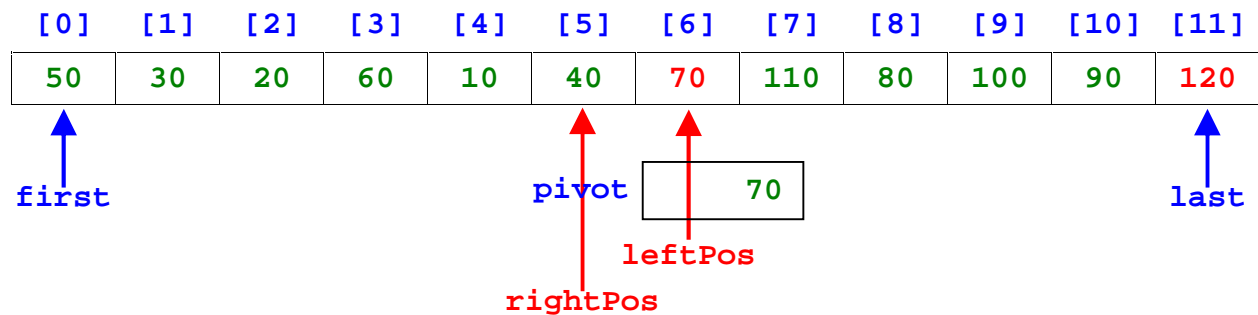 [0] [1] [2] [3] [4] [5] [6] [7] [8] [9] [10] [11]
50 30 20 60 10 40 70 110 80 100 90 120
first pivot 70 last
leftPos
rightPos